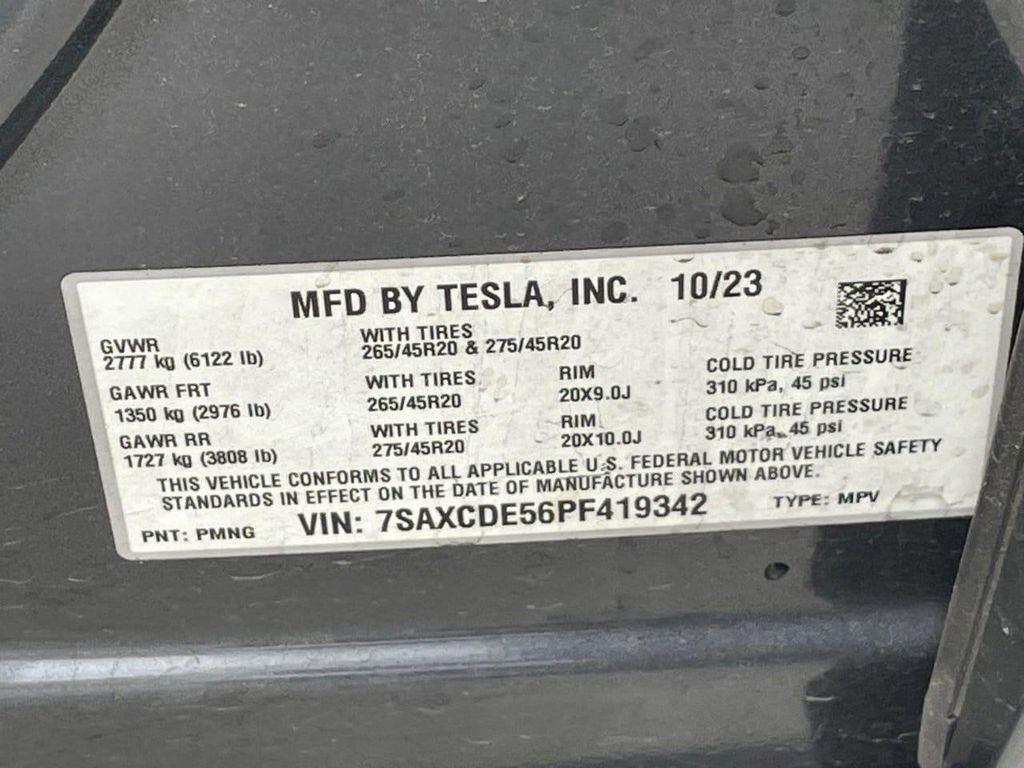 MFD BY TESLA, INC. 10/23
GVWR
2777 kg (6122 lb)
WITH TIRES
265/45R20 & 275/45R20
GAWR FRT
1350 kg (2976 lb)
WITH TIRES
265/45R20
RIM
20X9.0J
COLD TIRE PRESSURE
310 kPa, 45 psi
GAWR RR
1727 kg (3808 lb)
WITH TIRES
275/45R20
RIM
20X10.0J
COLD TIRE PRESSURE
310 kPa, 45 psi
THIS VEHICLE CONFORMS TO ALL APPLICABLE U.S. FEDERAL MOTOR VEHICLE SAFETY
STANDARDS IN EFFECT ON THE DATE OF MANUFACTURE SHOWN ABOVE.
PNT: PMNG VIN: 7SAXCDE56PF419342 TYPE: MPV